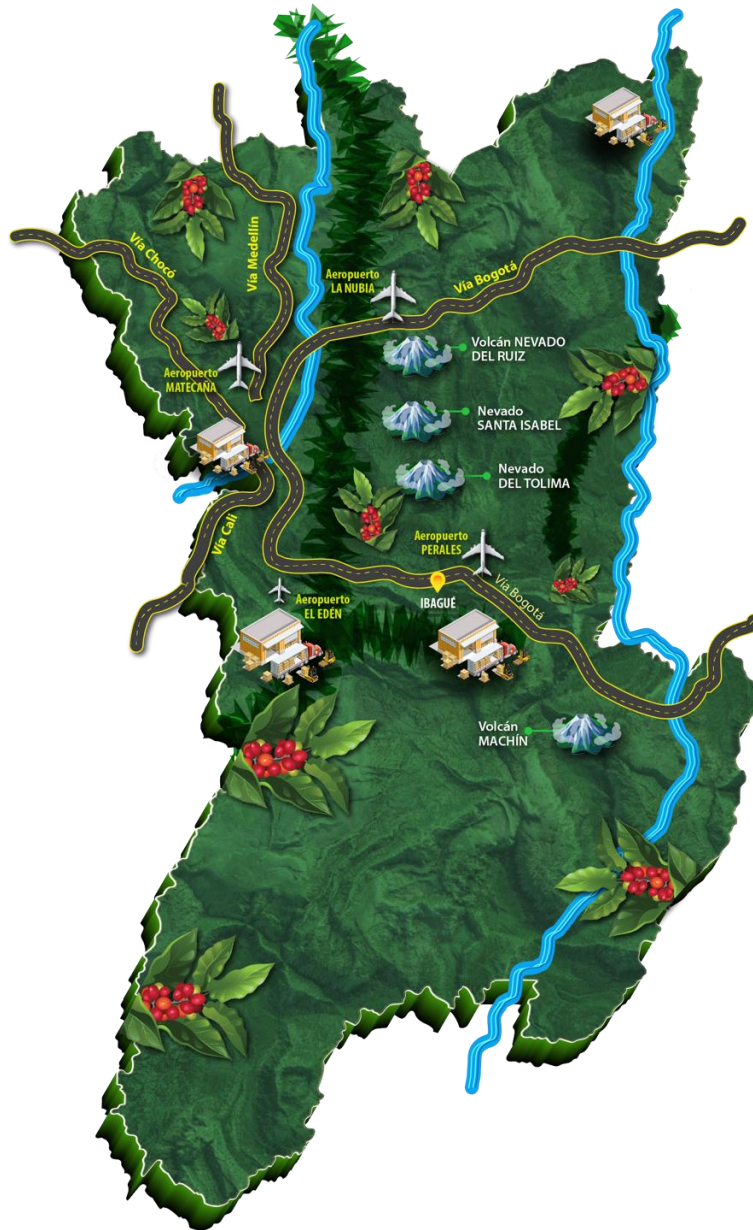 Vía Chocó
Vía Medellín
Aeropuerto
LA NUBIA
Vía Bogotá
Volcán NEVADO
DEL RUIZ
Aeropuerto
MATECAÑA
Nevado
SANTA ISABEL
Nevado
DEL TOLIMA
Vía Cali
Aeropuerto
PERALES
Vía Bogotá
Aeropuerto
EL EDÉN
IBAGUÉ
Volcán
MACHÍN